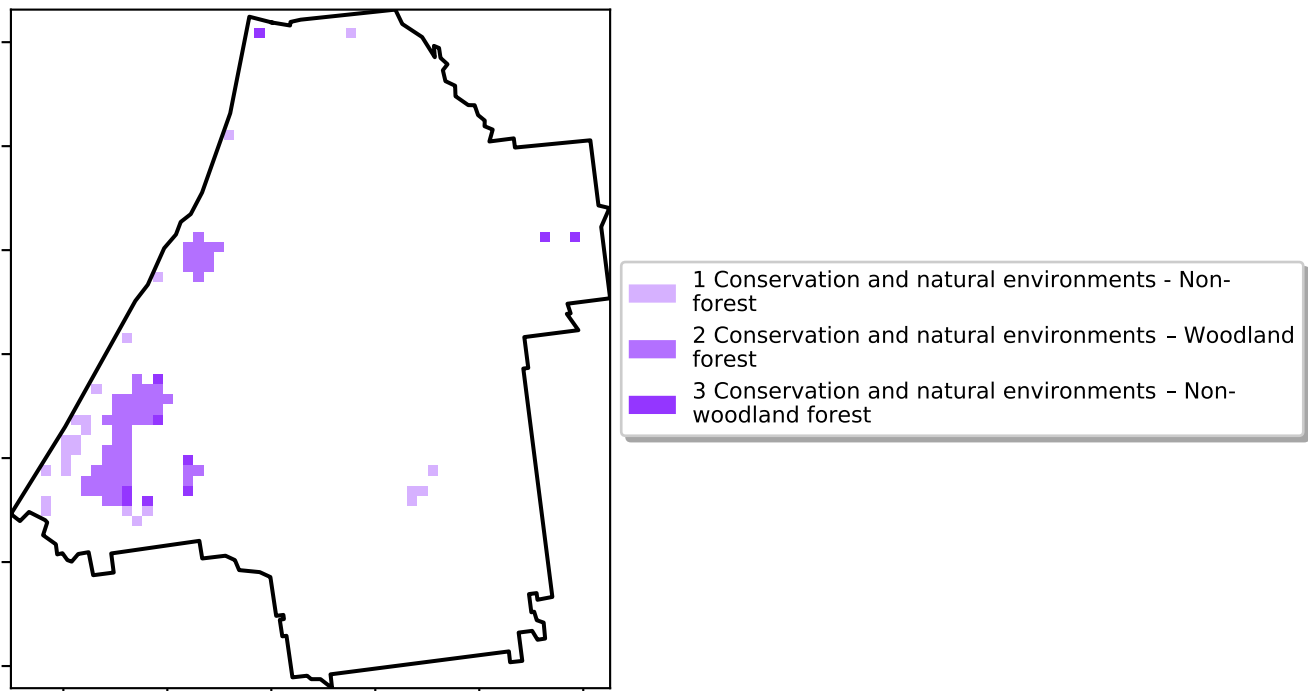 1 Conservation and natural environments - Non-
forest
2 Conservation and natural environments – Woodland
forest
3 Conservation and natural environments – Non-
woodland forest